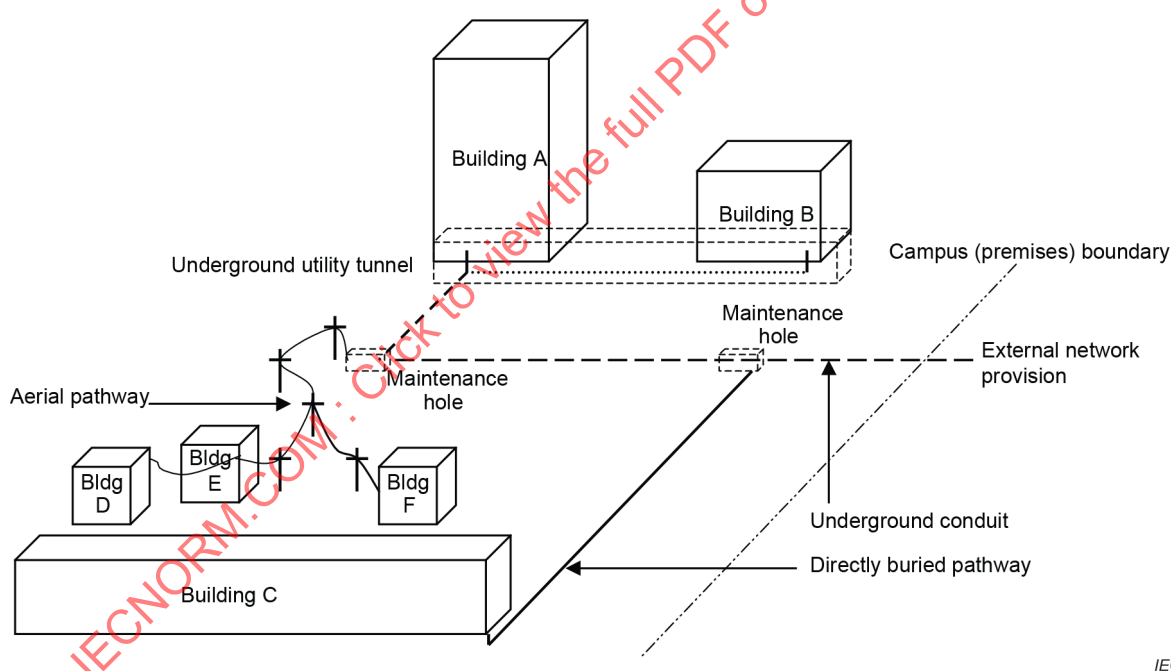 IECNORM.COM : Click to view the full PDF of
Building A
Building B
Underground utility tunnel
Campus (premises) boundary
Maintenance
hole
External network
provision
Maintenance
hole
Aerial pathway
Bldg
D
Bldg
E
Bldg
F
Underground conduit
Directly buried pathway
Building C